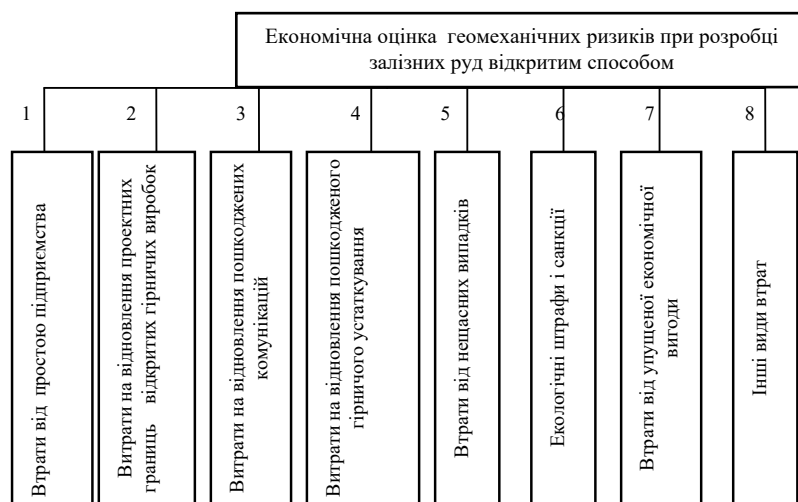 Економічна оцінка геомеханічних ризиків при розробці
залізних руд відкритим способом
1
2
3
4
5
6
7
8
Втрати від простою підприємства
Витрати на відновлення проектних
границь відкритих гірничих виробок
Витрати на відновлення пошкоджених
комунікацій
Витрати на відновлення пошкодженого
гірничого устаткування
Втрати від нещасних випадків
Екологічні штрафи і санкції
Втрати від упущеної економічної
вигоди
Інші види втрат